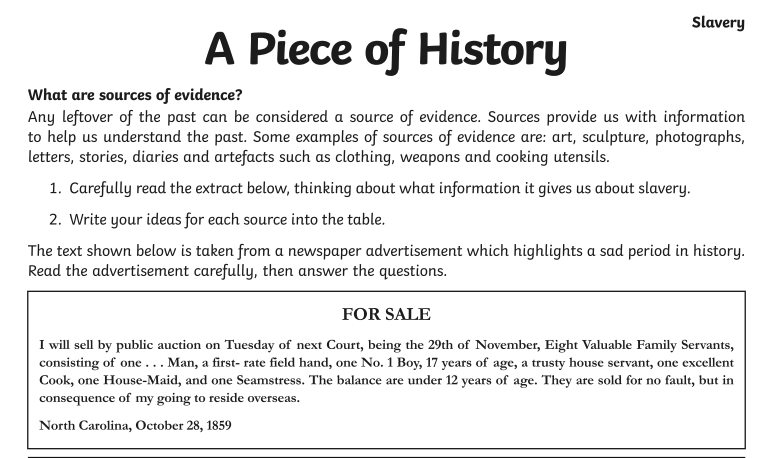 Slavery
A Piece of History
What are sources of evidence?
Any leftover of the past can be considered a source of evidence. Sources provide us with information
to help us understand the past. Some examples of sources of evidence are: art, sculpture, photographs,
letters, stories, diaries and artefacts such as clothing, weapons and cooking utensils.
1. Carefully read the extract below, thinking about what information it gives us about slavery.
2. Write your ideas for each source into the table.
The text shown below is taken from a newspaper advertisement which highlights a sad period in history.
Read the advertisement carefully, then answer the questions.
FOR SALE
I will sell by public auction on Tuesday of next Court, being the 29th of November, Eight Valuable Family Servants,
consisting of one . . . Man, a first- rate field hand, one No. 1 Boy, 17 years of age, a trusty house servant, one excellent
Cook, one House-Maid, and one Seamstress. The balance are under 12 years of age. They are sold for no fault, but in
consequence of my going to reside overseas.
North Carolina, October 28, 1859